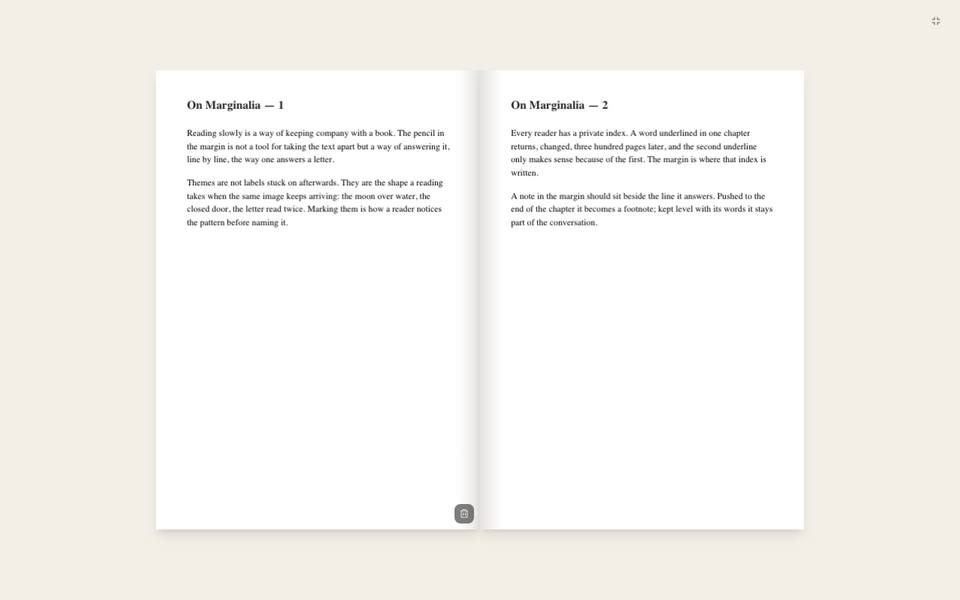 On Marginalia — 1
Reading slowly is a way of keeping company with a book. The pencil in
the margin is not a tool for taking the text apart but a way of answering it,
line by line, the way one answers a letter.
Themes are not labels stuck on afterwards. They are the shape a reading
takes when the same image keeps arriving: the moon over water, the
closed door, the letter read twice. Marking them is how a reader notices
the pattern before naming it.
On Marginalia — 2
Every reader has a private index. A word underlined in one chapter
returns, changed, three hundred pages later, and the second underline
only makes sense because of the first. The margin is where that index is
written.
A note in the margin should sit beside the line it answers. Pushed to the
end of the chapter it becomes a footnote; kept level with its words it stays
part of the conversation.